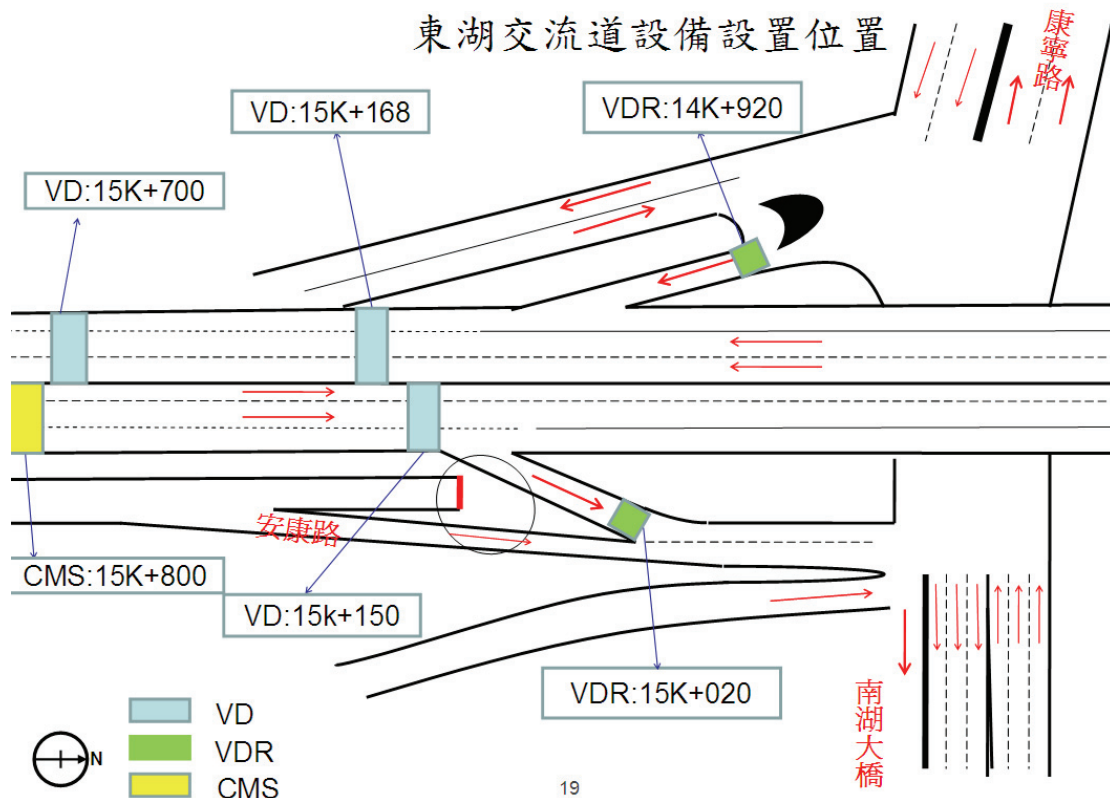 東湖交流道設備設置位置
康寧路
VD:15K+168
VDR:14K+920
VD:15K+700
安康路
CMS:15K+800
VD:15k+150
VDR:15K+020
南湖大橋
VD
VDR
CMS
N
19